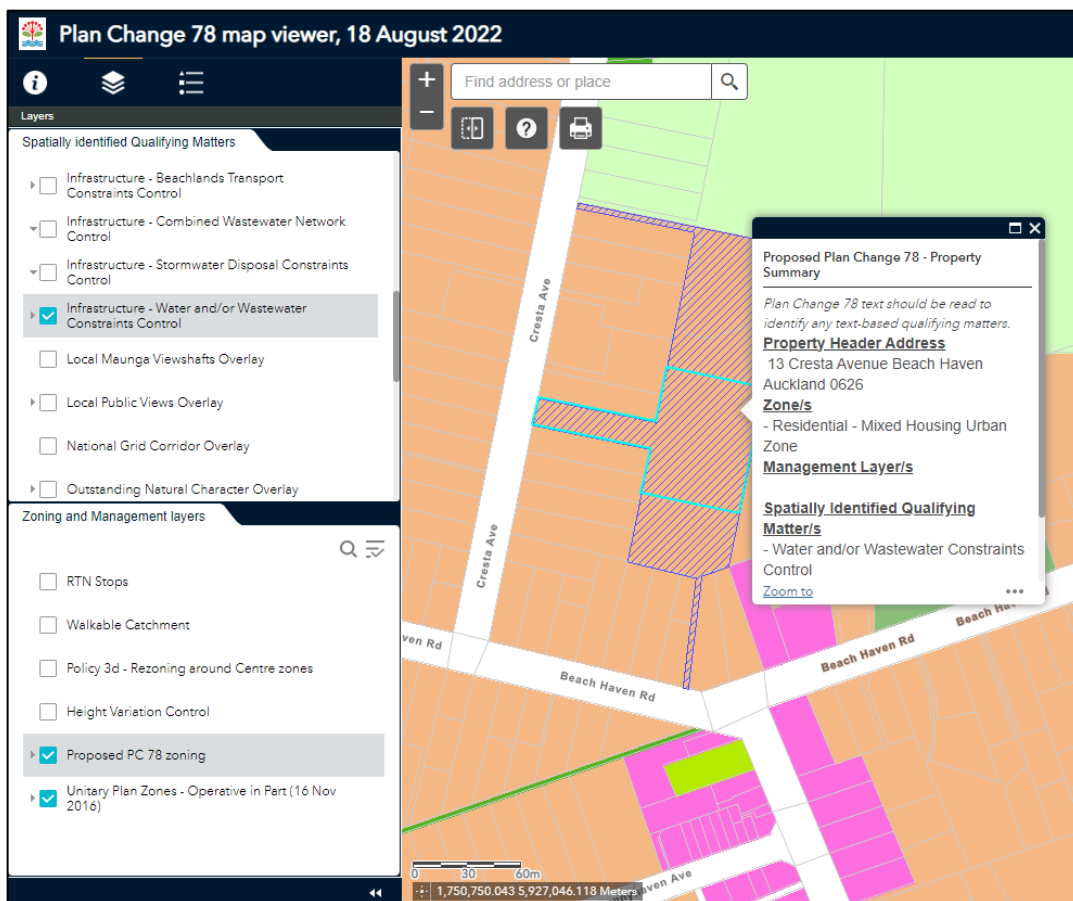 Plan Change 78 map viewer, 18 August 2022
Layers
Spatially identified Qualifying Matters
Infrastructure - Beachlands Transport
Constraints Control
Infrastructure - Combined Wastewater Network
Control
Infrastructure - Stormwater Disposal Constraints
Control
Infrastructure - Water and/or Wastewater
Constraints Control
Local Maunga Viewshafts Overlay
Local Public Views Overlay
National Grid Corridor Overlay
Outstanding Natural Character Overlay
Zoning and Management layers
RTN Stops
Walkable Catchment
Policy 3d - Rezoning around Centre zones
Height Variation Control
Proposed PC 78 zoning
Unitary Plan Zones - Operative in Part (16 Nov
2016)
+
−
Find address or place
Cresta Ave
Cresta Ave
Proposed Plan Change 78 - Property
Summary
Plan Change 78 text should be read to
identify any text-based qualifying matters.
Property Header Address
13 Cresta Avenue Beach Haven
Auckland 0626
Zone/s
- Residential - Mixed Housing Urban
Zone
Management Layer/s
Spatially Identified Qualifying
Matter/s
- Water and/or Wastewater Constraints
Control
Zoom to
ven Rd
Beach Haven Rd
Beach Haven Rd
Beach Haven
haven Ave
0 30 60m
1,750,750.043 5,927,046.118 Meters